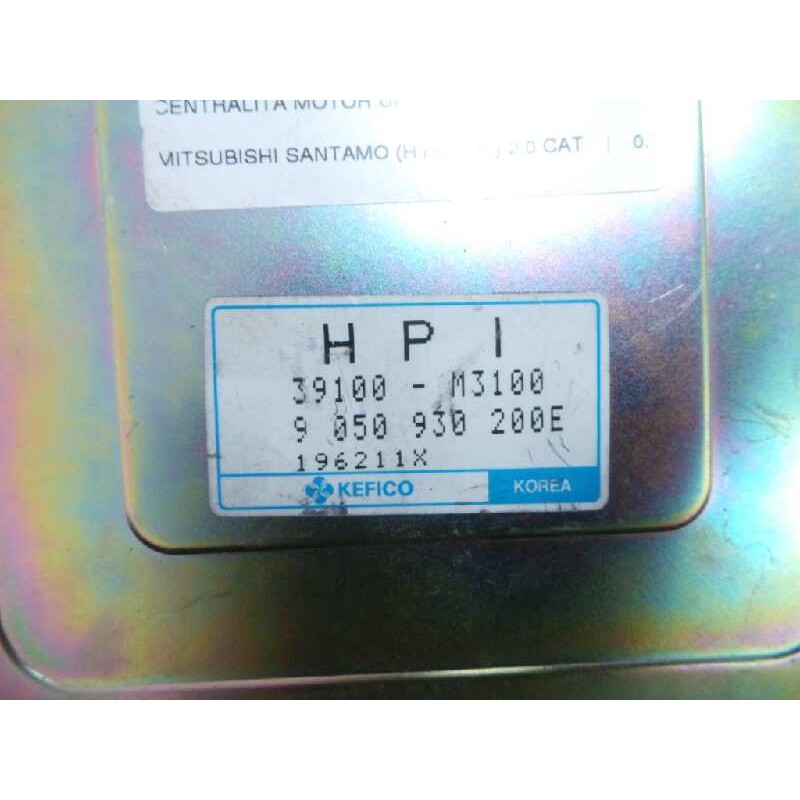 CENTRALITA MOTOR
MITSUBISHI SANTAMO 2.0 CAT | 0.
H P I
39100 - M3100
9 050 930 200E
196211X
KEFICO KOREA